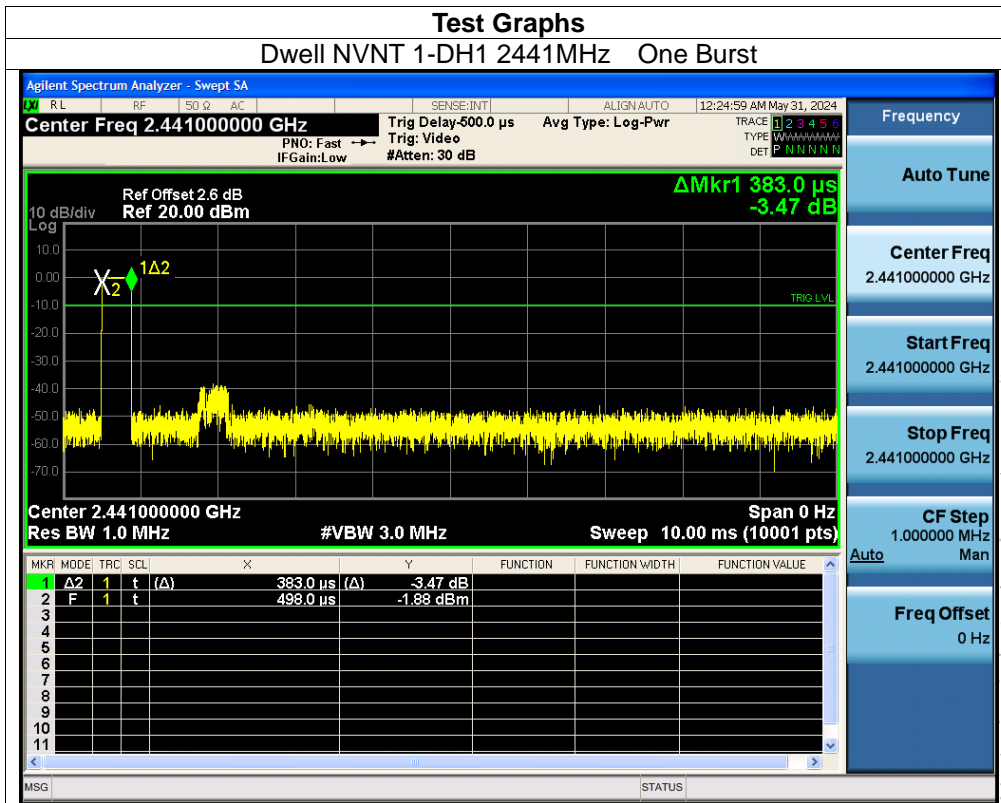 Test Graphs
Dwell NVNT 1-DH1 2441MHz One Burst
Agilent Spectrum Analyzer - Swept SA
LXI RL RF 50 Ω AC SENSE:INT ALIGN AUTO 12:24:59 AM May 31, 2024
Center Freq 2.441000000 GHz Trig Delay-500.0 µs Avg Type: Log-Pwr TRACE 1 2 3 4 5 6
PNO: Fast Trig: Video TYPE WWWWWW
IFGain:Low #Atten: 30 dB DET P N N N N N
ΔMkr1 383.0 µs
-3.47 dB
Ref Offset 2.6 dB
10 dB/div Ref 20.00 dBm
Log
10.0
0.00
-10.0
-20.0
-30.0
-40.0
-50.0
-60.0
-70.0
1Δ2
2
TRIG LVL
Center 2.441000000 GHz Span 0 Hz
Res BW 1.0 MHz #VBW 3.0 MHz Sweep 10.00 ms (10001 pts)
MKR MODE TRC SCL X Y FUNCTION FUNCTION WIDTH FUNCTION VALUE
1 Δ2 1 t (Δ) 383.0 µs (Δ) -3.47 dB
2 F 1 t 498.0 µs -1.88 dBm
3
4
5
6
7
8
9
10
11
MSG STATUS
Frequency
Auto Tune
Center Freq
2.441000000 GHz
Start Freq
2.441000000 GHz
Stop Freq
2.441000000 GHz
CF Step
1.000000 MHz
Auto Man
Freq Offset
0 Hz